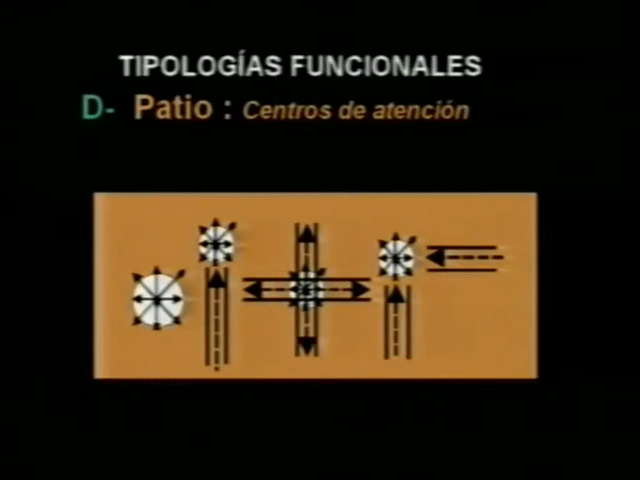 TIPOLOGÍAS FUNCIONALES
D- Patio : Centros de atención